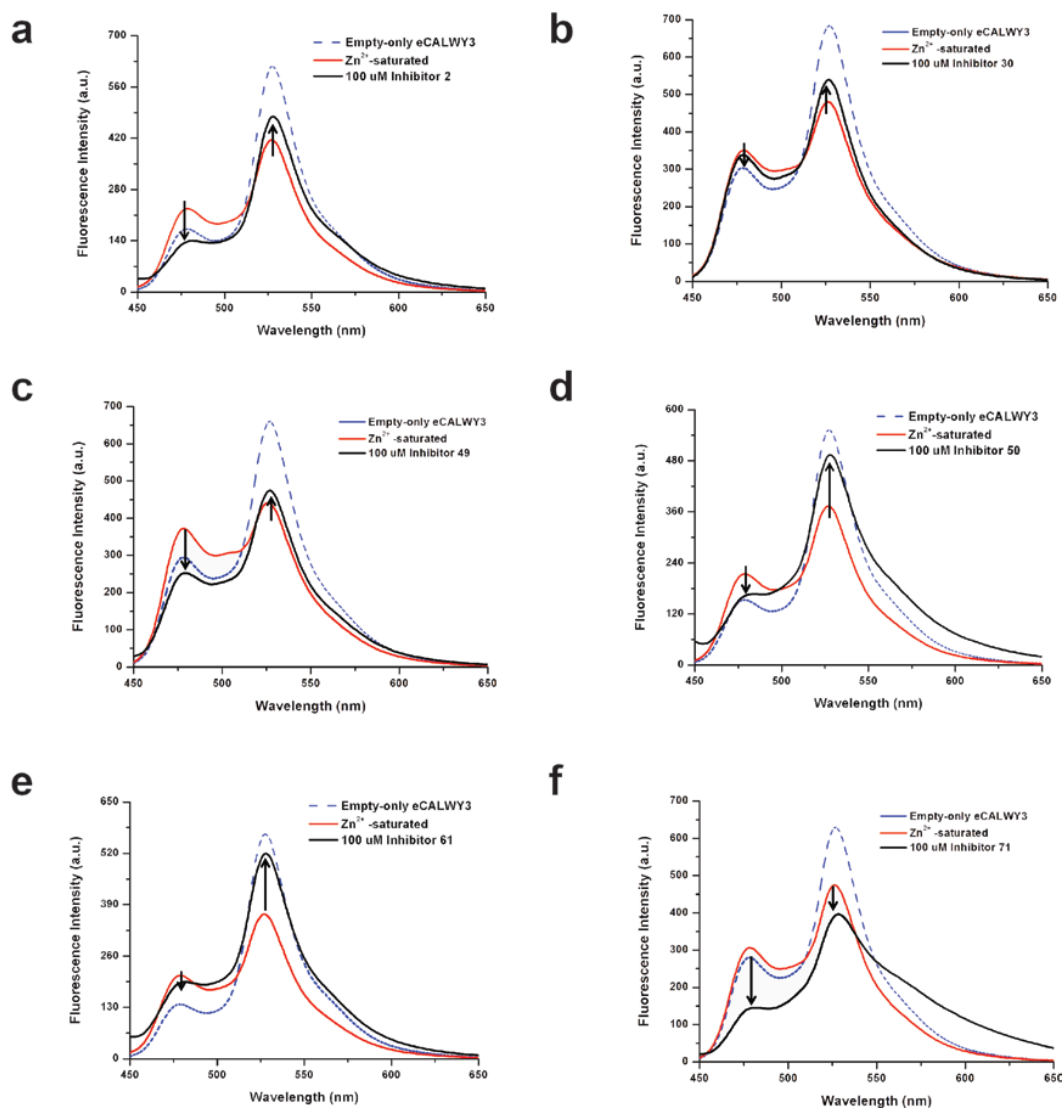 a
700
560
420
280
140
0
Fluorescence Intensity (a.u.)
Empty-only eCALWY3
Zn²⁺-saturated
100 uM Inhibitor 2
450 500 550 600 650
Wavelength (nm)
b
700
600
500
400
300
200
100
0
Fluorescence Intensity (a.u.)
Empty-only eCALWY3
Zn²⁺-saturated
100 uM Inhibitor 30
450 500 550 600 650
Wavelength (nm)
c
700
600
500
400
300
200
100
0
Fluorescence Intensity (a.u.)
Empty-only eCALWY3
Zn²⁺ -saturated
100 uM Inhibitor 49
450 500 550 600 650
Wavelength (nm)
d
600
480
360
240
120
0
Fluorescence Intensity (a.u.)
Empty-only eCALWY3
Zn²⁺-saturated
100 uM Inhibitor 50
450 500 550 600 650
Wavelength (nm)
e
650
520
390
260
130
0
Fluorescence Intensity (a.u.)
Empty-only eCALWY3
Zn²⁺ -saturated
100 uM Inhibitor 61
450 500 550 600 650
Wavelength (nm)
f
700
600
500
400
300
200
100
0
Fluorescence Intensity (a.u.)
Empty-only eCALWY3
Zn²⁺ -saturated
100 uM Inhibitor 71
450 500 550 600 650
Wavelength (nm)